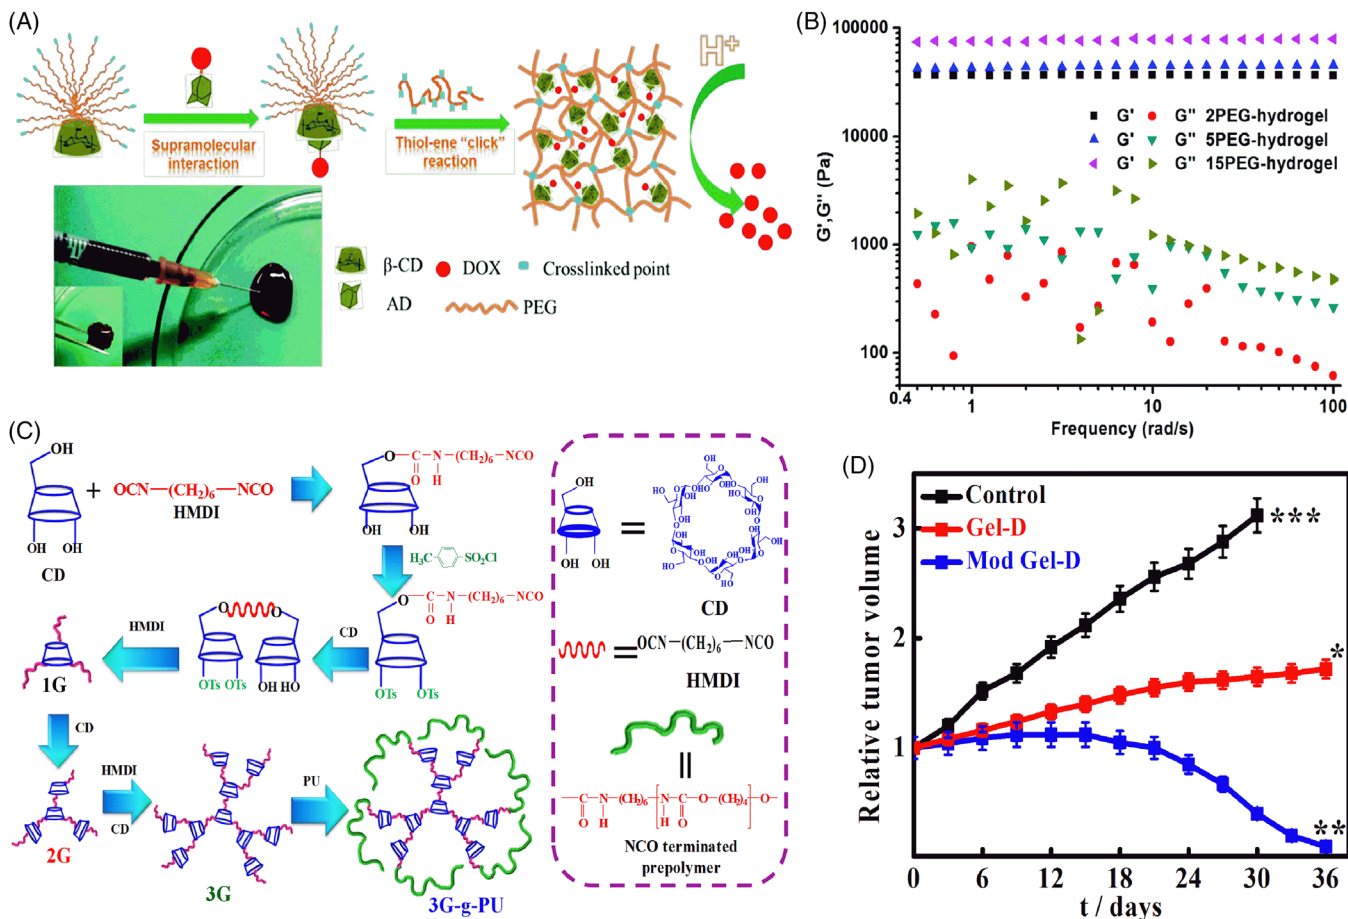 (A)
H⁺
Supramolecular
interaction
Thiol-ene “click”
reaction
β-CD
DOX
Crosslinked point
AD
PEG
(B)
100000
10000
1000
100
G',G'' (Pa)
G' G'' 2PEG-hydrogel
G' G'' 5PEG-hydrogel
G' G'' 15PEG-hydrogel
0.4 1 10 100
Frequency (rad/s)
(C)
OH
OH OH
CD
+
OCN—(CH₂)₆—NCO
HMDI
O—C—N—(CH₂)₆—NCO
O H
OH OH
H₃C SO₂Cl
O—C—N—(CH₂)₆—NCO
O H
OTs OTs
CD
O O
OTs OTs OH HO
HMDI
1G
CD
2G
HMDI
CD
3G
PU
3G-g-PU
OH
OH OH
=
CD
=
OCN—(CH₂)₆—NCO
HMDI
=
—C—N—(CH₂)₆—[N—C—O—(CH₂)₄—O—
O H H O
NCO terminated
prepolymer
(D)
Control
Gel-D
Mod Gel-D
***
*
**
Relative tumor volume
3
2
1
0 6 12 18 24 30 36
t / days